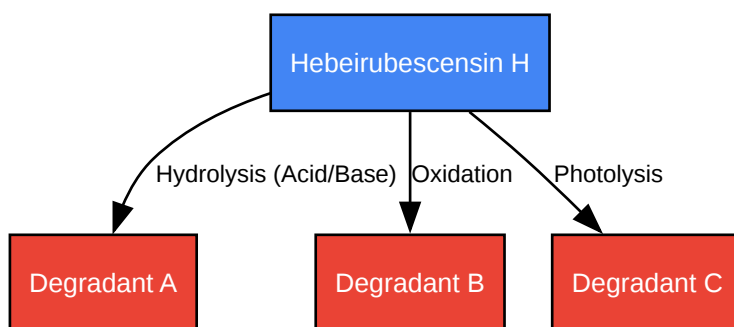 Hebeirubescensin H
Hydrolysis (Acid/Base)
Oxidation
Photolysis
Degradant A
Degradant B
Degradant C